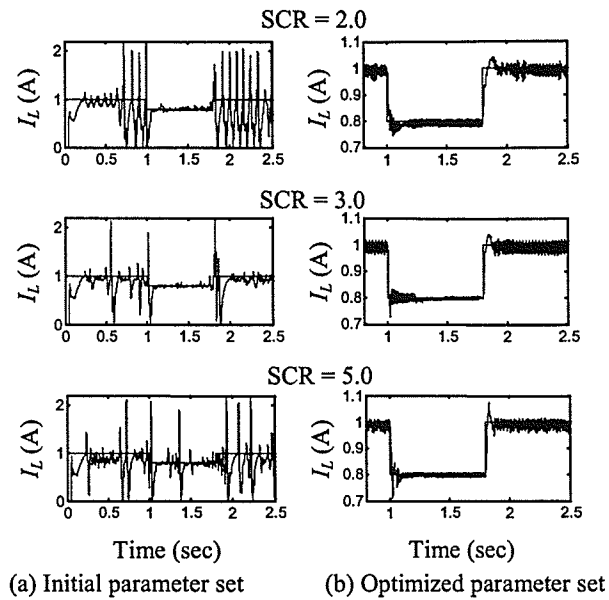 SCR = 2.0
I_L (A)
2
1
0
0 0.5 1 1.5 2 2.5
I_L (A)
1.1
1
0.9
0.8
0.7
1 1.5 2 2.5
SCR = 3.0
I_L (A)
2
1
0
0 0.5 1 1.5 2 2.5
I_L (A)
1.1
1
0.9
0.8
0.7
1 1.5 2 2.5
SCR = 5.0
I_L (A)
2
1
0
0 0.5 1 1.5 2 2.5
I_L (A)
1.1
1
0.9
0.8
0.7
1 1.5 2 2.5
Time (sec)
Time (sec)
(a) Initial parameter set
(b) Optimized parameter set